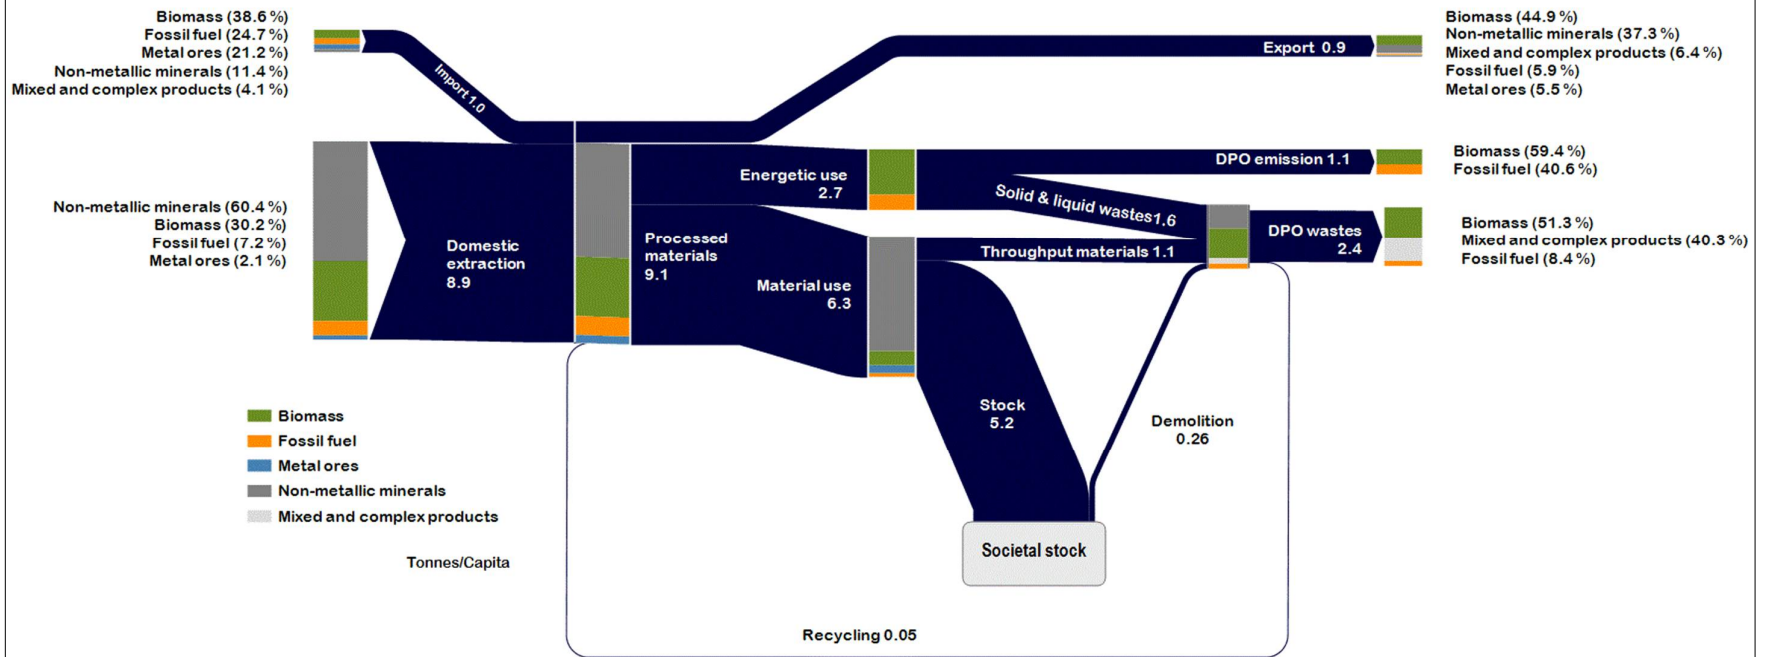 Biomass (38.6 %)
Fossil fuel (24.7 %)
Metal ores (21.2 %)
Non-metallic minerals (11.4 %)
Mixed and complex products (4.1 %)
Import 1.0
Export 0.9
Biomass (44.9 %)
Non-metallic minerals (37.3 %)
Mixed and complex products (6.4 %)
Fossil fuel (5.9 %)
Metal ores (5.5 %)
Non-metallic minerals (60.4 %)
Biomass (30.2 %)
Fossil fuel (7.2 %)
Metal ores (2.1 %)
Domestic
extraction
8.9
Processed
materials
9.1
Energetic use
2.7
Material use
6.3
DPO emission 1.1
Biomass (59.4 %)
Fossil fuel (40.6 %)
Solid & liquid wastes1.6
Throughput materials 1.1
DPO wastes
2.4
Biomass (51.3 %)
Mixed and complex products (40.3 %)
Fossil fuel (8.4 %)
Stock
5.2
Demolition
0.26
Societal stock
Biomass
Fossil fuel
Metal ores
Non-metallic minerals
Mixed and complex products
Tonnes/Capita
Recycling 0.05